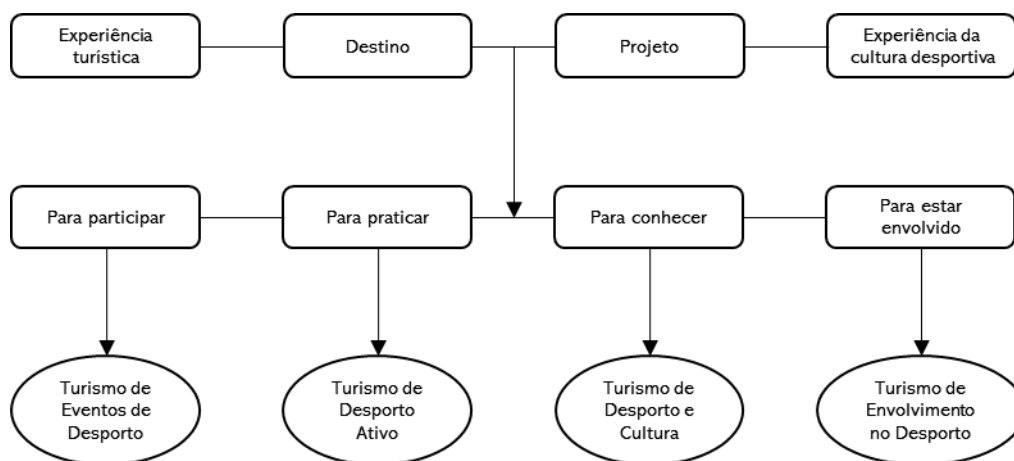 Experiência
turística
Destino
Projeto
Experiência da
cultura desportiva
Para participar
Para praticar
Para conhecer
Para estar
envolvido
Turismo de
Eventos de
Desporto
Turismo de
Desporto
Ativo
Turismo de
Desporto e
Cultura
Turismo de
Envolvimento
no Desporto